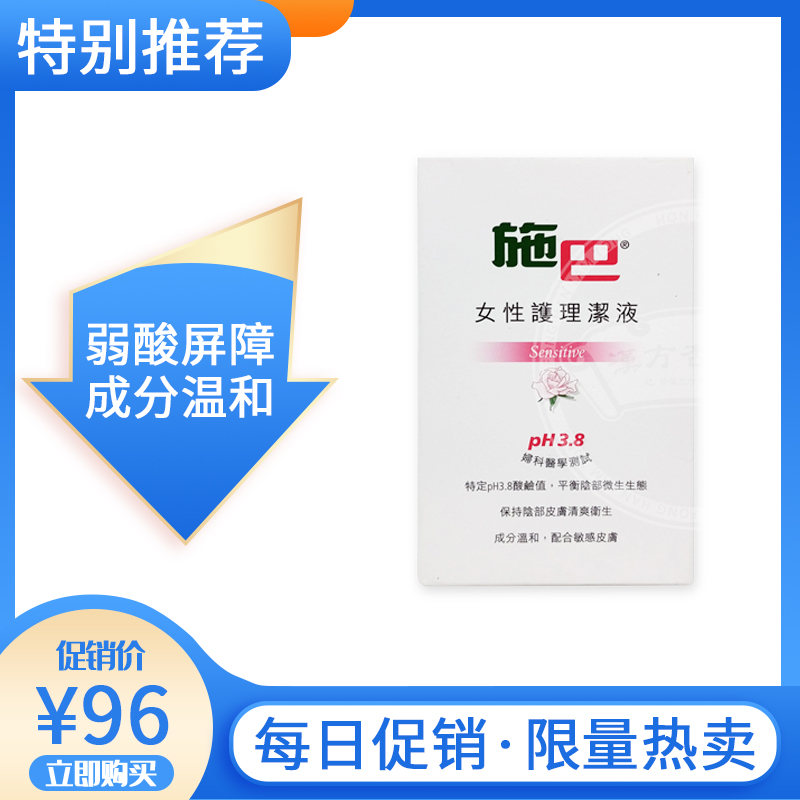 特别推荐
弱酸屏障
成分温和
施巴®
女性護理潔液
Sensitive
pH3.8
婦科醫學測試
特定pH3.8酸鹼值，平衡陰部微生生態
保持陰部皮膚清爽衛生
成分溫和，配合敏感皮膚
促销价
¥96
立即购买
每日促销·限量热卖